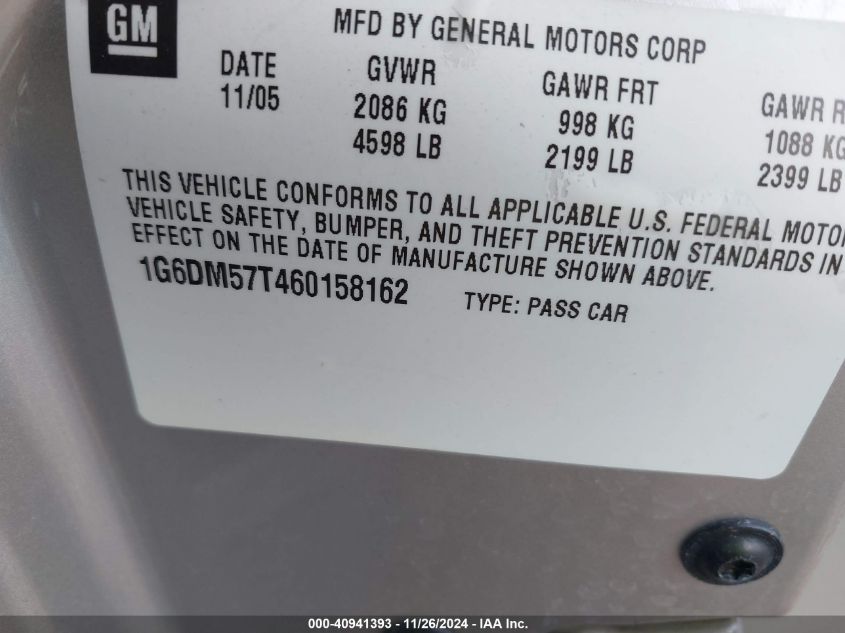 GM
MFD BY GENERAL MOTORS CORP
DATE GVWR GAWR FRT GAWR R
11/05 2086 KG 998 KG 1088 KG
4598 LB 2199 LB 2399 LB
THIS VEHICLE CONFORMS TO ALL APPLICABLE U.S. FEDERAL MOTOR
VEHICLE SAFETY, BUMPER, AND THEFT PREVENTION STANDARDS IN
EFFECT ON THE DATE OF MANUFACTURE SHOWN ABOVE.
1G6DM57T460158162 TYPE: PASS CAR
000-40941393 - 11/26/2024 - IAA Inc.